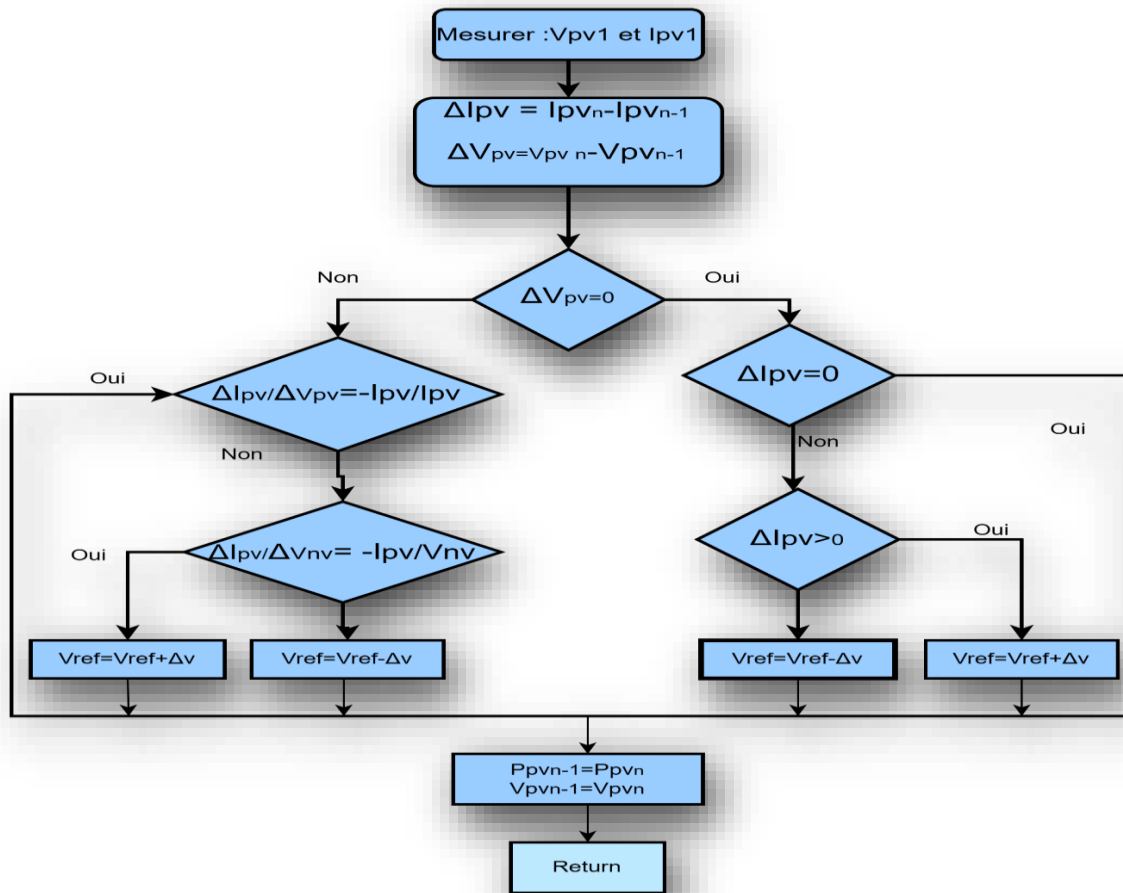 Mesurer :Vpv1 et Ipv1
ΔIpv = Ipvn-Ipvn-1
ΔVpv=Vpv n-Vpvn-1
Non
Oui
ΔVpv=0
Oui
ΔIpv/ΔVpv=-Ipv/Ipv
ΔIpv=0
Oui
Non
Non
Oui
ΔIpv/ΔVnv= -Ipv/Vnv
ΔIpv>0
Oui
Vref=Vref+Δv
Vref=Vref-Δv
Vref=Vref-Δv
Vref=Vref+Δv
Ppvn-1=Ppvn
Vpvn-1=Vpvn
Return